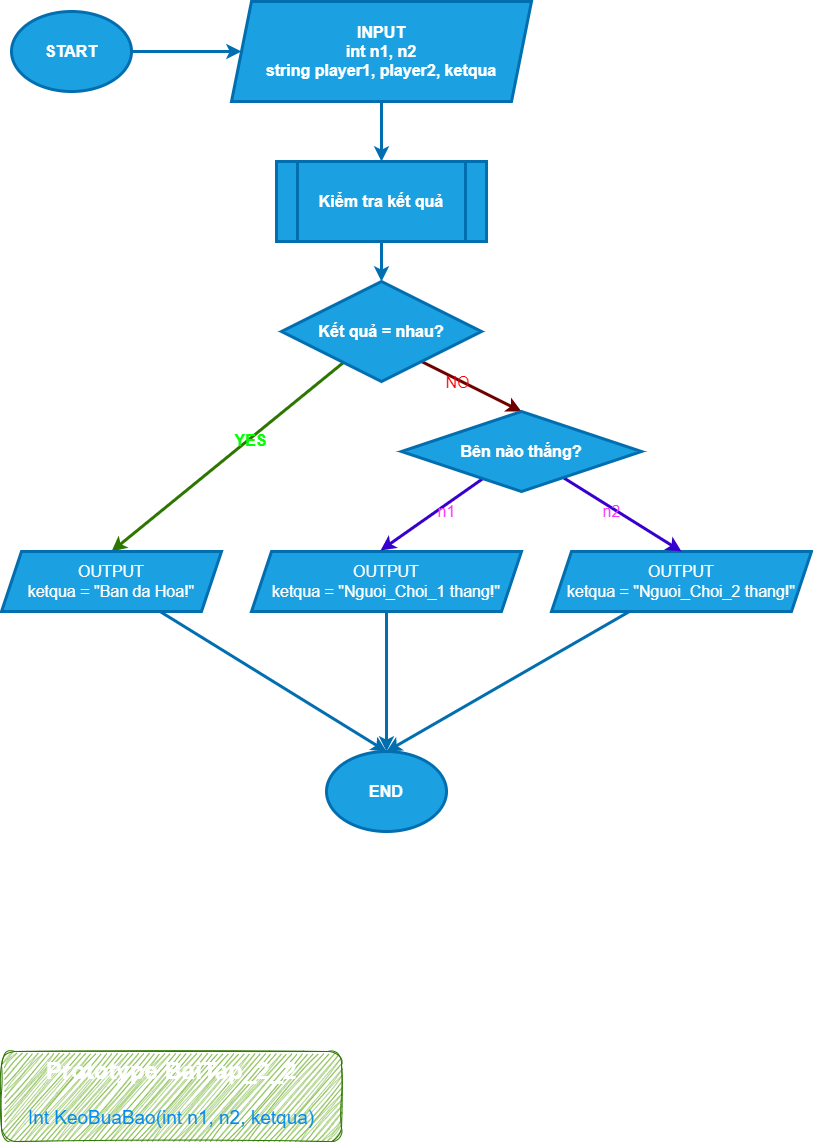 START
INPUT
int n1, n2
string player1, player2, ketqua
Kiểm tra kết quả
Kết quả = nhau?
NO
YES
Bên nào thắng?
n1
n2
OUTPUT
ketqua = "Ban da Hoa!"
OUTPUT
ketqua = "Nguoi_Choi_1 thang!"
OUTPUT
ketqua = "Nguoi_Choi_2 thang!"
END
Prototype BaiTap_2_2
Int KeoBuaBao(int n1, n2, ketqua)